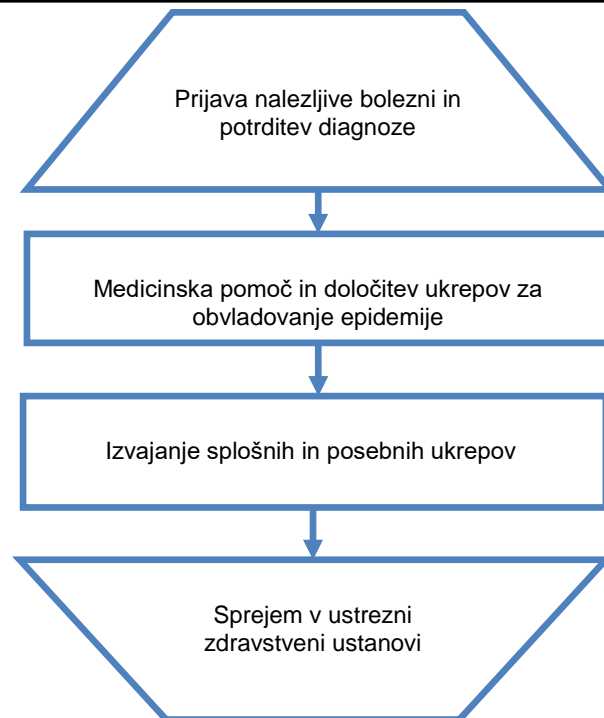 Prijava nalezljive bolezni in
potrditev diagnoze
Medicinska pomoč in določitev ukrepov za
obvladovanje epidemije
Izvajanje splošnih in posebnih ukrepov
Sprejem v ustrezni
zdravstveni ustanovi